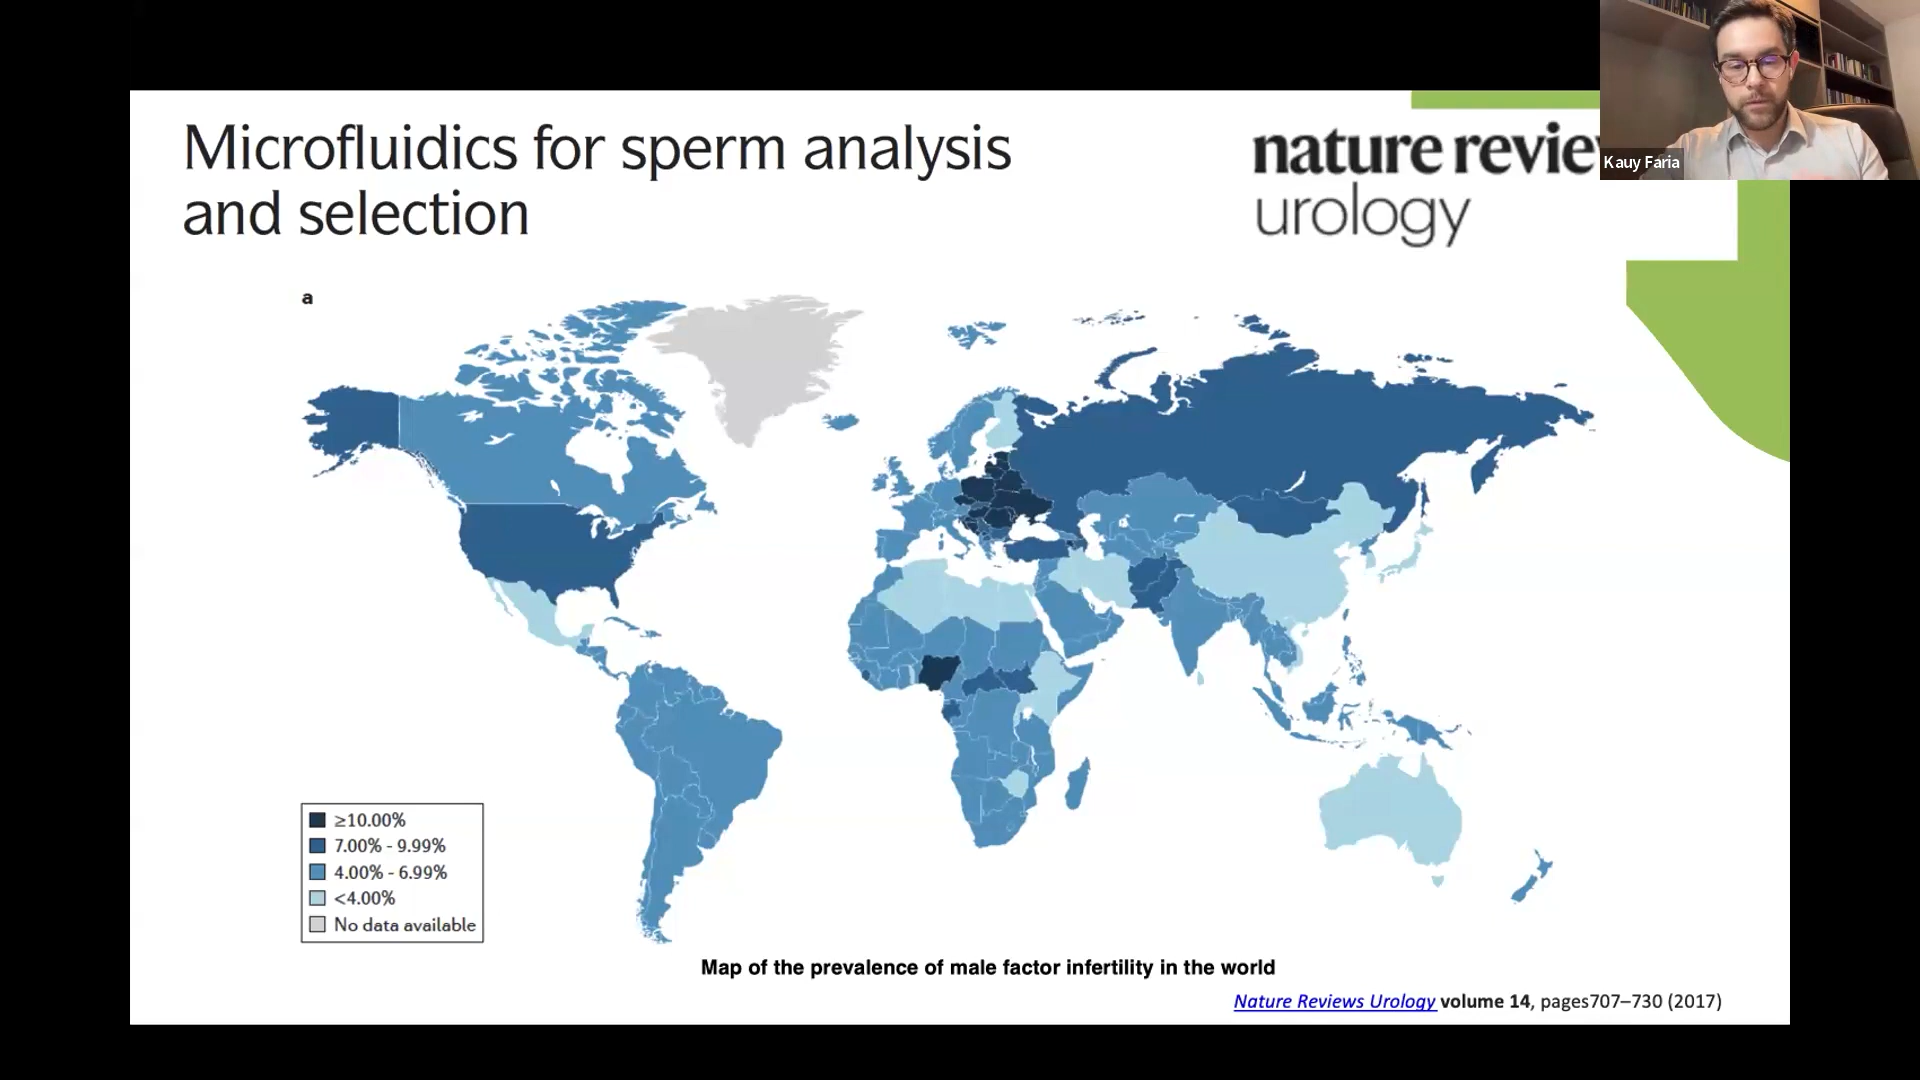 Microfluidics for sperm analysis
and selection
nature revie
urology
Kauy Faria
a
≥10.00%
7.00% - 9.99%
4.00% - 6.99%
<4.00%
No data available
Map of the prevalence of male factor infertility in the world
Nature Reviews Urology volume 14, pages707–730 (2017)